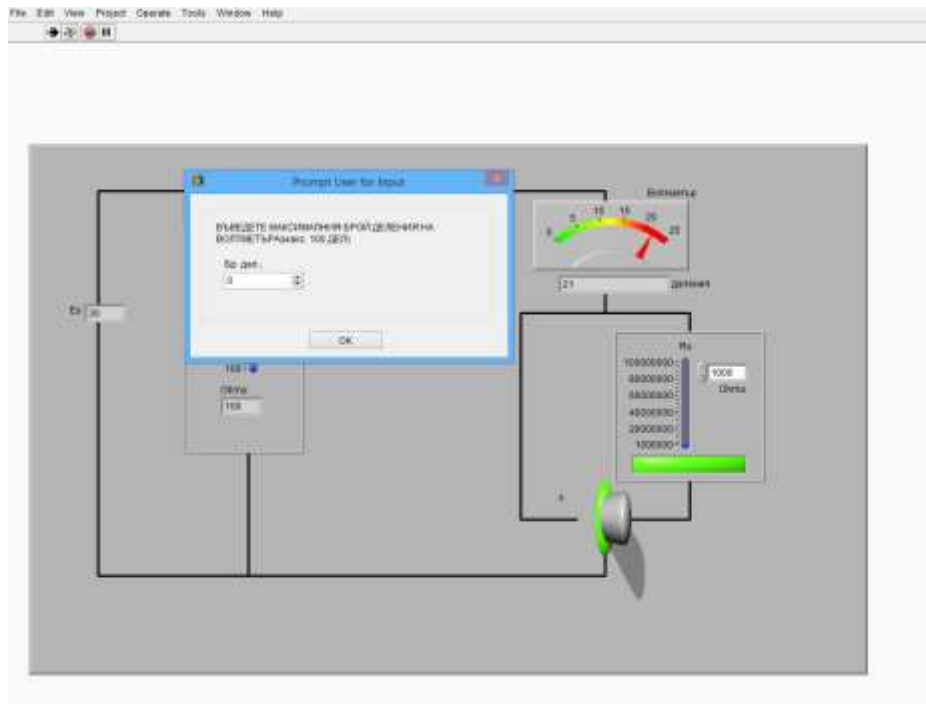 File Edit View Project Operate Tools Window Help
Prompt User for Input
ВЪВЕДЕТЕ МАКСИМАЛНИЯ БРОЙ ДЕЛЕНИЯ НА
ВОЛТМЕТЪРА(макс. 100 ДЕЛ)
Бр.дел.:
0
OK
Волтметър
0 5 10 15 20 25
21 Деления
30
100
Ohms
100
Rx
100000000
80000000
60000000
40000000
20000000
1000000
1000
Ohms